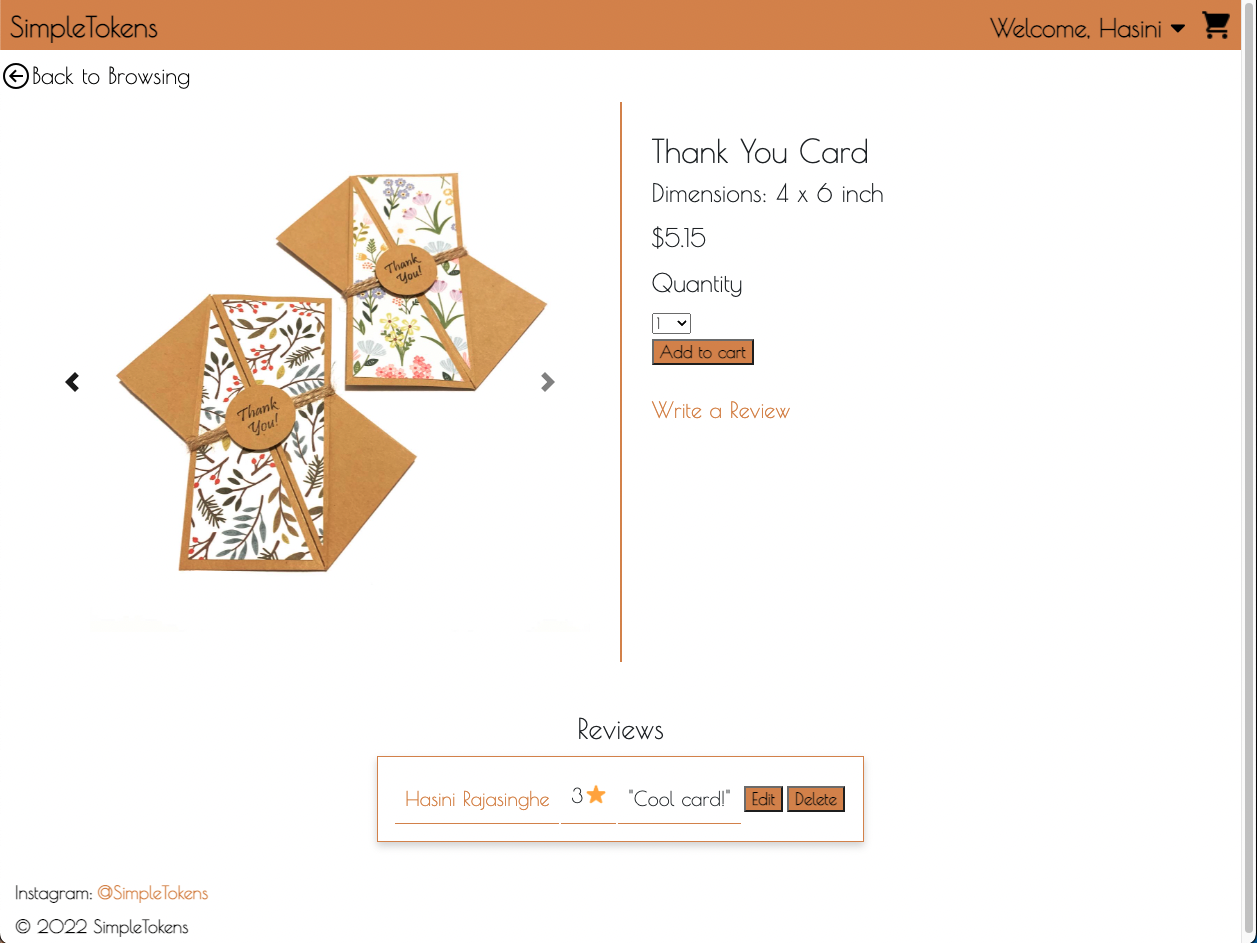 SimpleTokens
Welcome, Hasini
Back to Browsing
Thank You Card
Dimensions: 4 x 6 inch
$5.15
Quantity
1
Add to cart
Write a Review
Thank
You!
Thank
You!
Reviews
Hasini Rajasinghe 3 "Cool card!" Edit Delete
Instagram: @SimpleTokens
© 2022 SimpleTokens